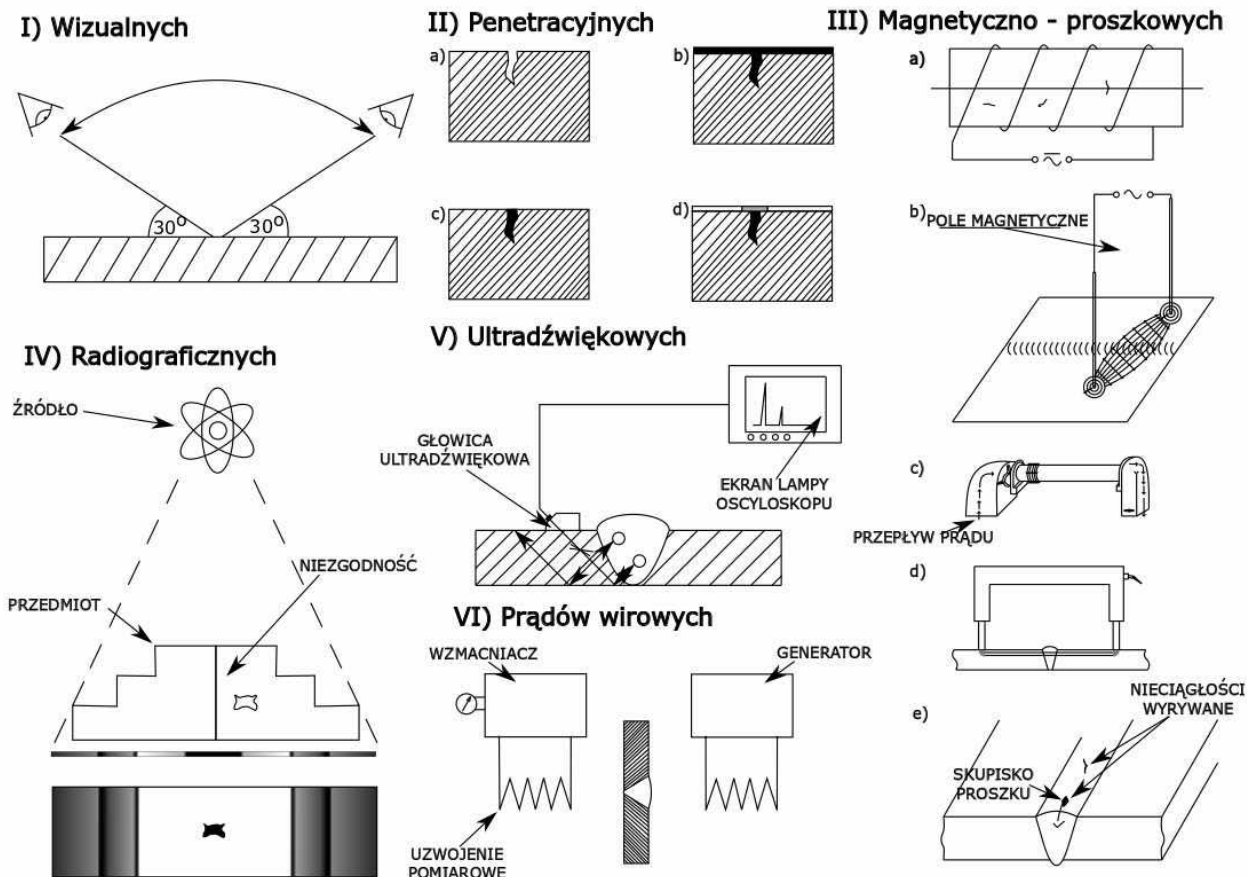 I) Wizualnych
30°
30°
II) Penetracyjnych
a)
b)
c)
d)
III) Magnetyczno - proszkowych
a)
b)
POLE MAGNETYCZNE
c)
PRZEPŁYW PRĄDU
d)
e)
NIECIĄGŁOŚCI
WYRYWANE
SKUPISKO
PROSZKU
IV) Radiograficznych
ŹRÓDŁO
NIEZGODNOŚĆ
PRZEDMIOT
V) Ultradźwiękowych
GŁOWICA
ULTRADŹWIĘKOWA
EKRAN LAMPY
OSCYLOSKOPU
VI) Prądów wirowych
WZMACNIACZ
GENERATOR
UZWOJENIE
POMIAROWE